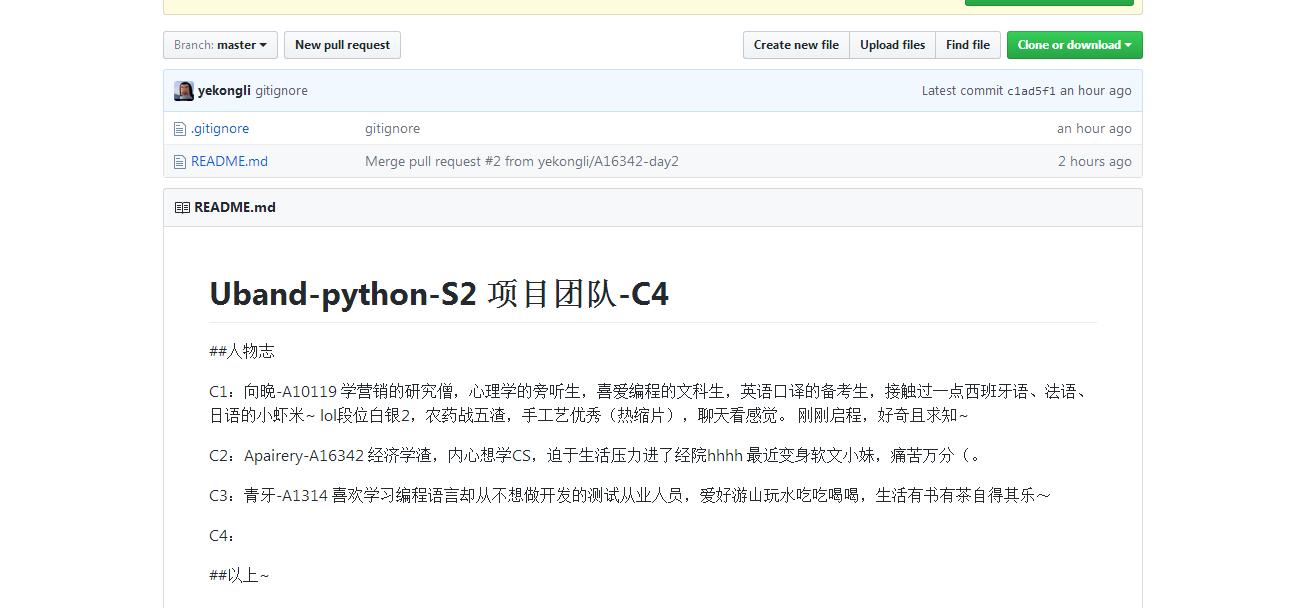 Branch: master
New pull request
Create new file
Upload files
Find file
Clone or download
yekongli gitignore
Latest commit c1ad5f1 an hour ago
.gitignore
gitignore
an hour ago
README.md
Merge pull request #2 from yekongli/A16342-day2
2 hours ago
README.md
Uband-python-S2 项目团队-C4
##人物志
C1：向晚-A10119 学营销的研究僧，心理学的旁听生，喜爱编程的文科生，英语口译的备考生，接触过一点西班牙语、法语、
日语的小虾米~ lol段位白银2，农药战五渣，手工艺优秀（热缩片），聊天看感觉。 刚刚启程，好奇且求知~
C2：Apairery-A16342 经济学渣，内心想学CS，迫于生活压力进了经院hhhh 最近变身软文小妹，痛苦万分（。
C3：青牙-A1314 喜欢学习编程语言却从不想做开发的测试从业人员，爱好游山玩水吃吃喝喝，生活有书有茶自得其乐～
C4：
##以上~